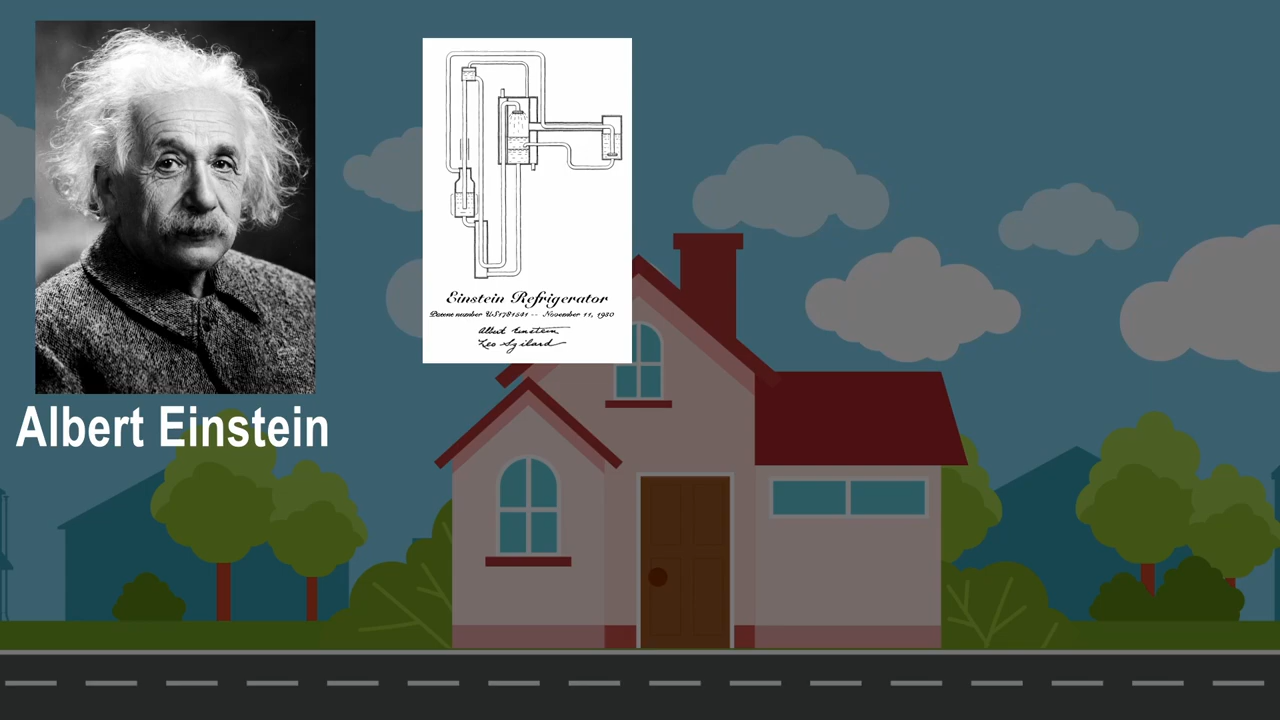 Albert Einstein
Einstein Refrigerator
Patent number US1781541 -- November 11, 1930
Albert Einstein
Leo Szilard